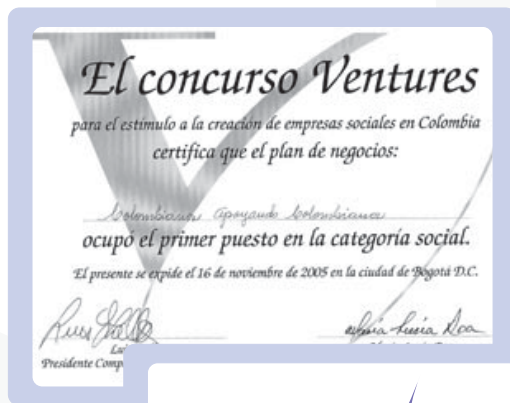 El concurso Ventures
para el estímulo a la creación de empresas sociales en Colombia
certifica que el plan de negocios:
Colombianos Apoyando Colombianos
ocupó el primer puesto en la categoría social.
El presente se expide el 16 de noviembre de 2005 en la ciudad de Bogotá D.C.
Presidente